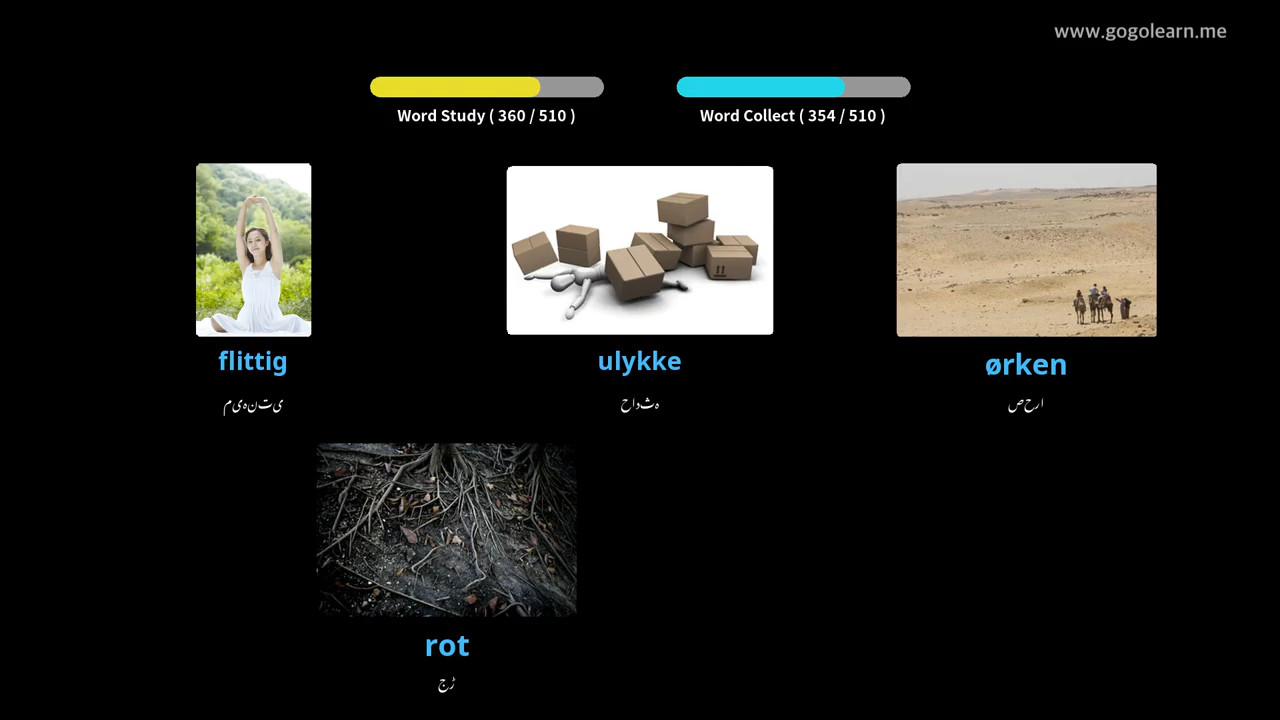 www.gogolearn.me
Word Study ( 360 / 510 )
Word Collect ( 354 / 510 )
flittig
ulykke
ørken
یتنہیم
ہثداح
ارحص
rot
ڑج